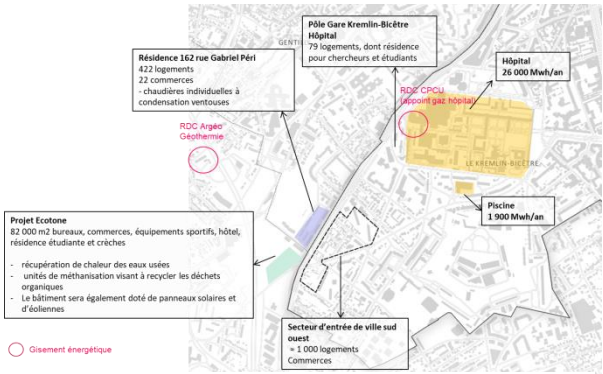 Pôle Gare Kremlin-Bicêtre
Hôpital
79 logements, dont résidence
pour chercheurs et étudiants
GENTILLY
Résidence 162 rue Gabriel Péri
422 logements
22 commerces
- chaudières individuelles à
condensation ventouses
Hôpital
26 000 Mwh/an
RDC CPCU
(appoint gaz hôpital)
RDC Argéo
Géothermie
LE KREMLIN-BICÊTRE
Piscine
1 900 Mwh/an
Projet Ecotone
82 000 m2 bureaux, commerces, équipements sportifs, hôtel,
résidence étudiante et crèches
- récupération de chaleur des eaux usées
- unités de méthanisation visant à recycler les déchets
organiques
- Le bâtiment sera également doté de panneaux solaires et
d'éoliennes
Secteur d'entrée de ville sud
ouest
≈ 1 000 logements
Commerces
Gisement énergétique